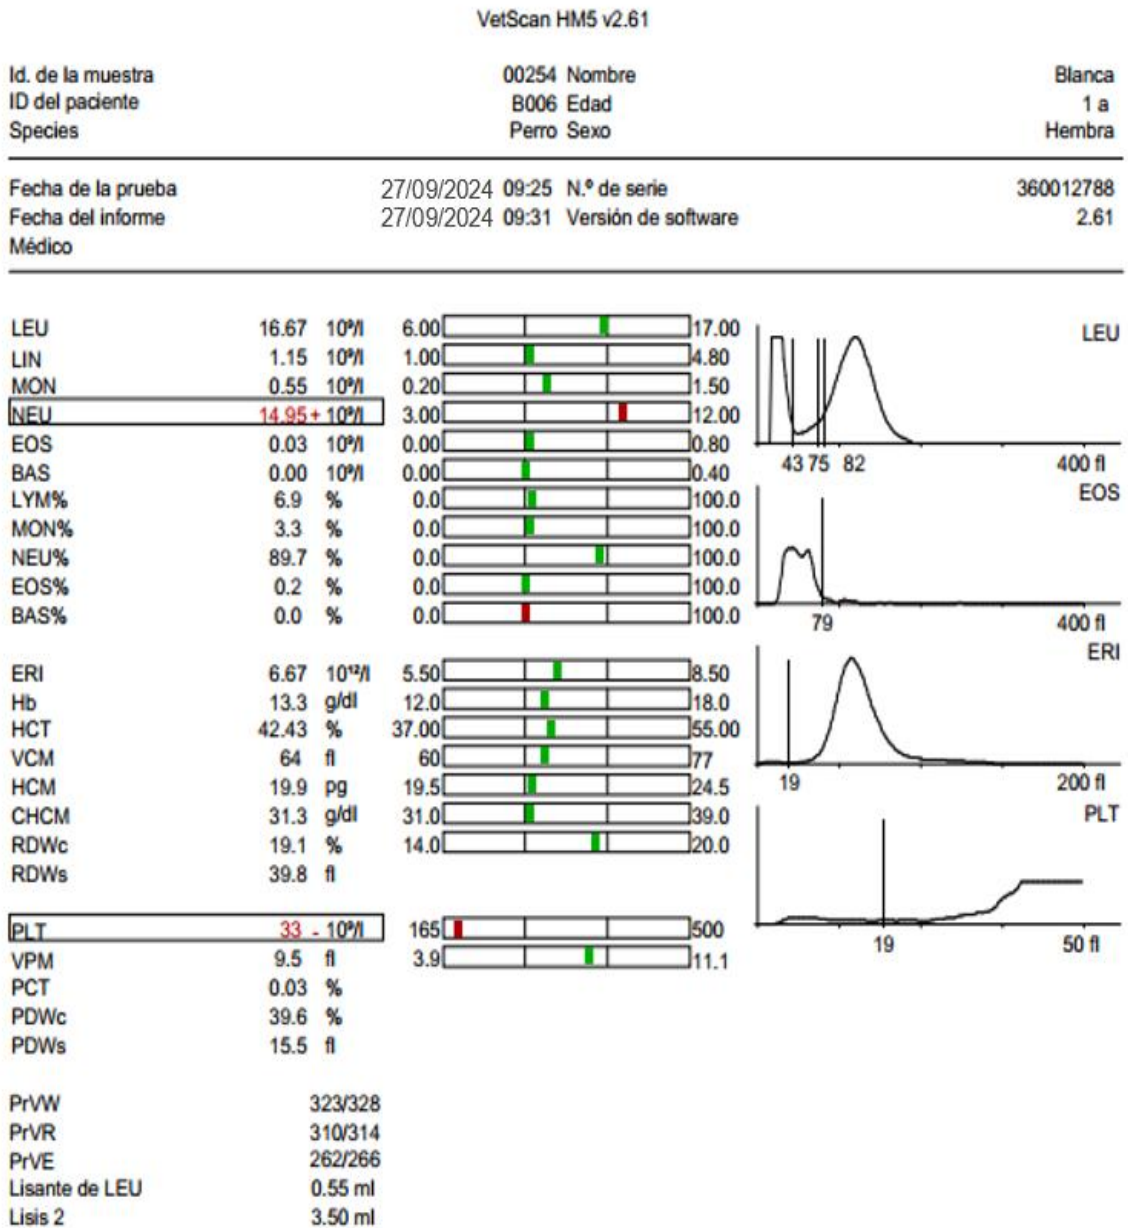 VetScan HM5 v2.61
Id. de la muestra 00254 Nombre Blanca
ID del paciente B006 Edad 1 a
Species Perro Sexo Hembra
Fecha de la prueba 27/09/2024 09:25 N.º de serie 360012788
Fecha del informe 27/09/2024 09:31 Versión de software 2.61
Médico
LEU 16.67 10⁹/l 6.00 17.00
LIN 1.15 10⁹/l 1.00 4.80
MON 0.55 10⁹/l 0.20 1.50
NEU 14.95 + 10⁹/l 3.00 12.00
EOS 0.03 10⁹/l 0.00 0.80
BAS 0.00 10⁹/l 0.00 0.40
LYM% 6.9 % 0.0 100.0
MON% 3.3 % 0.0 100.0
NEU% 89.7 % 0.0 100.0
EOS% 0.2 % 0.0 100.0
BAS% 0.0 % 0.0 100.0
LEU
43 75 82 400 fl
EOS
79 400 fl
ERI 6.67 10¹²/l 5.50 8.50
Hb 13.3 g/dl 12.0 18.0
HCT 42.43 % 37.00 55.00
VCM 64 fl 60 77
HCM 19.9 pg 19.5 24.5
CHCM 31.3 g/dl 31.0 39.0
RDWc 19.1 % 14.0 20.0
RDWs 39.8 fl
ERI
19 200 fl
PLT
19 50 fl
PLT 33 - 10⁹/l 165 500
VPM 9.5 fl 3.9 11.1
PCT 0.03 %
PDWc 39.6 %
PDWs 15.5 fl
PrVW 323/328
PrVR 310/314
PrVE 262/266
Lisante de LEU 0.55 ml
Lisis 2 3.50 ml